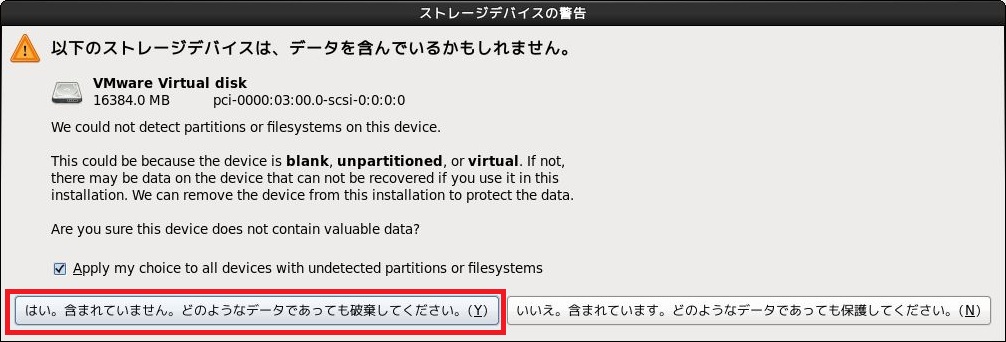 ストレージデバイスの警告
以下のストレージデバイスは、データを含んでいるかもしれません。
VMware Virtual disk
16384.0 MB pci-0000:03:00.0-scsi-0:0:0:0
We could not detect partitions or filesystems on this device.
This could be because the device is blank, unpartitioned, or virtual. If not,
there may be data on the device that can not be recovered if you use it in this
installation. We can remove the device from this installation to protect the data.
Are you sure this device does not contain valuable data?
Apply my choice to all devices with undetected partitions or filesystems
はい。含まれていません。どのようなデータであっても破棄してください。(Y) いいえ。含まれています。どのようなデータであっても保護してください。(N)